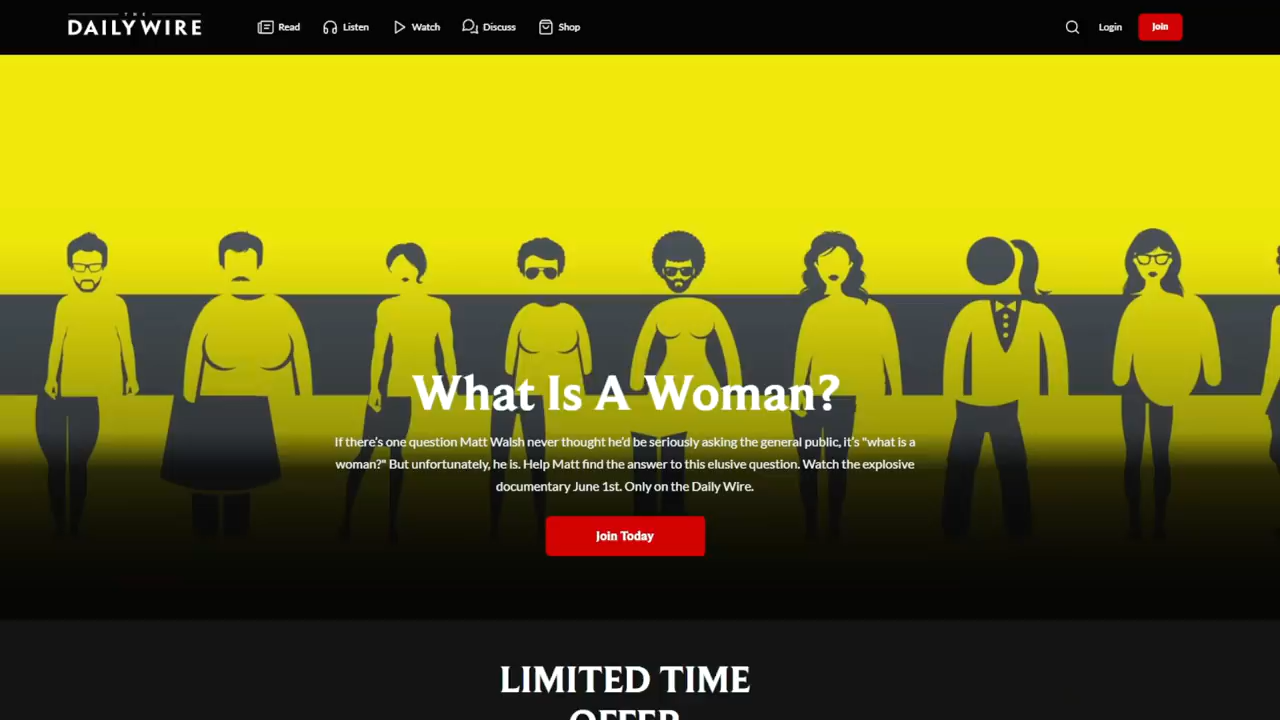 THE
DAILY WIRE
Read
Listen
Watch
Discuss
Shop
Login
Join
What Is A Woman?
If there's one question Matt Walsh never thought he'd be seriously asking the general public, it's "what is a
woman?" But unfortunately, he is. Help Matt find the answer to this elusive question. Watch the explosive
documentary June 1st. Only on the Daily Wire.
Join Today
LIMITED TIME
OFFER